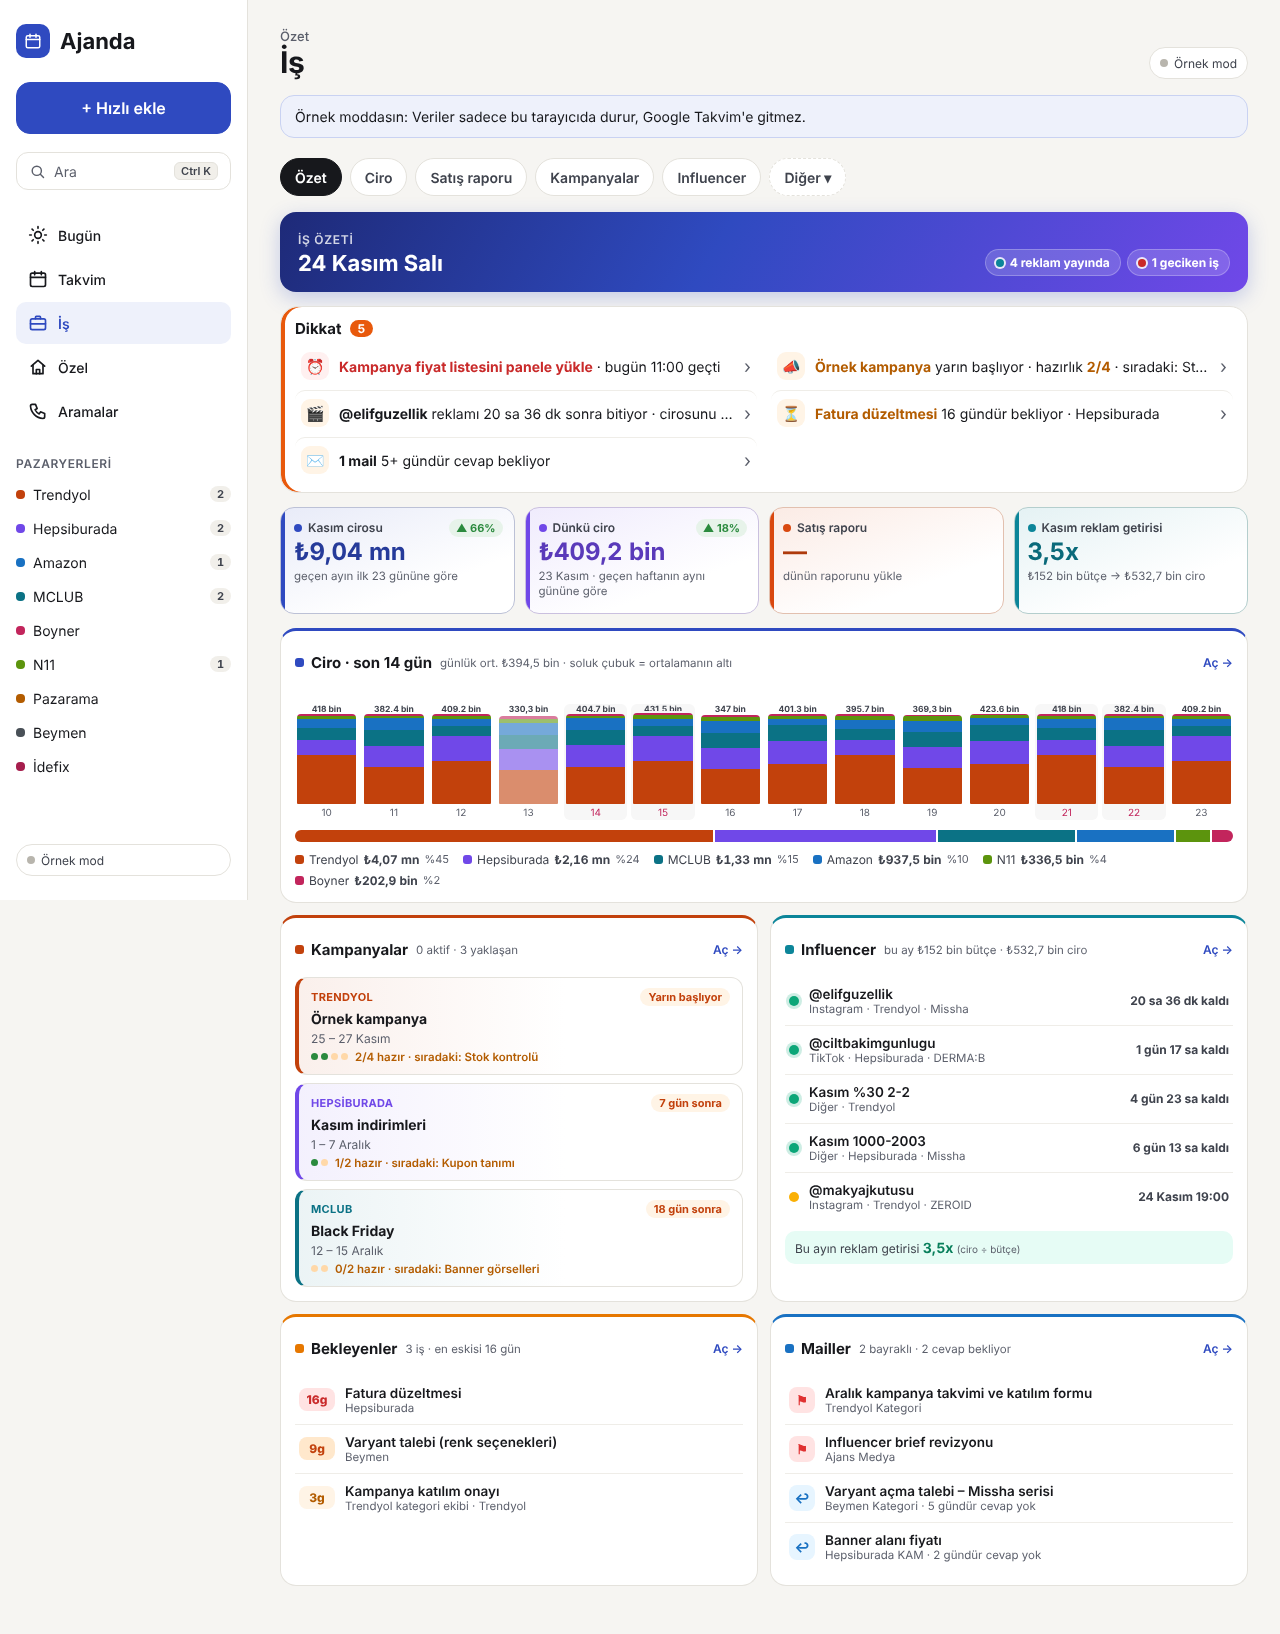 Ajanda
+ Hızlı ekle
Ara
Ctrl K
Bugün
Takvim
İş
Özel
Aramalar
PAZARYERLERİ
Trendyol 2
Hepsiburada 2
Amazon 1
MCLUB 2
Boyner
N11 1
Pazarama
Beymen
İdefix
Örnek mod
Özet
İş
Örnek mod
Örnek moddasın: Veriler sadece bu tarayıcıda durur, Google Takvim'e gitmez.
Özet Ciro Satış raporu Kampanyalar Influencer Diğer ▾
İŞ ÖZETİ
24 Kasım Salı
4 reklam yayında 1 geciken iş
Dikkat 5
Kampanya fiyat listesini panele yükle · bugün 11:00 geçti ›
Örnek kampanya yarın başlıyor · hazırlık 2/4 · sıradaki: St... ›
@elifguzellik reklamı 20 sa 36 dk sonra bitiyor · cirosunu ... ›
Fatura düzeltmesi 16 gündür bekliyor · Hepsiburada ›
1 mail 5+ gündür cevap bekliyor ›
Kasım cirosu ▲ 66%
₺9,04 mn
geçen ayın ilk 23 gününe göre
Dünkü ciro ▲ 18%
₺409,2 bin
23 Kasım · geçen haftanın aynı
gününe göre
Satış raporu
—
dünün raporunu yükle
Kasım reklam getirisi
3,5x
₺152 bin bütçe → ₺532,7 bin ciro
Ciro · son 14 gün günlük ort. ₺394,5 bin · soluk çubuk = ortalamanın altı Aç →
418 bin 382.4 bin 409.2 bin 330,3 bin 404.7 bin 431.5 bin 347 bin 401.3 bin 395.7 bin 369,3 bin 423.6 bin 418 bin 382.4 bin 409.2 bin
10 11 12 13 14 15 16 17 18 19 20 21 22 23
Trendyol ₺4,07 mn %45 Hepsiburada ₺2,16 mn %24 MCLUB ₺1,33 mn %15 Amazon ₺937,5 bin %10 N11 ₺336,5 bin %4
Boyner ₺202,9 bin %2
Kampanyalar 0 aktif · 3 yaklaşan Aç →
TRENDYOL Yarın başlıyor
Örnek kampanya
25 – 27 Kasım
2/4 hazır · sıradaki: Stok kontrolü
HEPSİBURADA 7 gün sonra
Kasım indirimleri
1 – 7 Aralık
1/2 hazır · sıradaki: Kupon tanımı
MCLUB 18 gün sonra
Black Friday
12 – 15 Aralık
0/2 hazır · sıradaki: Banner görselleri
Influencer bu ay ₺152 bin bütçe · ₺532,7 bin ciro Aç →
@elifguzellik 20 sa 36 dk kaldı
Instagram · Trendyol · Missha
@ciltbakimgunlugu 1 gün 17 sa kaldı
TikTok · Hepsiburada · DERMA:B
Kasım %30 2-2 4 gün 23 sa kaldı
Diğer · Trendyol
Kasım 1000-2003 6 gün 13 sa kaldı
Diğer · Hepsiburada · Missha
@makyajkutusu 24 Kasım 19:00
Instagram · Trendyol · ZEROID
Bu ayın reklam getirisi 3,5x (ciro ÷ bütçe)
Bekleyenler 3 iş · en eskisi 16 gün Aç →
16g Fatura düzeltmesi
Hepsiburada
9g Varyant talebi (renk seçenekleri)
Beymen
3g Kampanya katılım onayı
Trendyol kategori ekibi · Trendyol
Mailler 2 bayraklı · 2 cevap bekliyor Aç →
Aralık kampanya takvimi ve katılım formu
Trendyol Kategori
Influencer brief revizyonu
Ajans Medya
Varyant açma talebi – Missha serisi
Beymen Kategori · 5 gündür cevap yok
Banner alanı fiyatı
Hepsiburada KAM · 2 gündür cevap yok